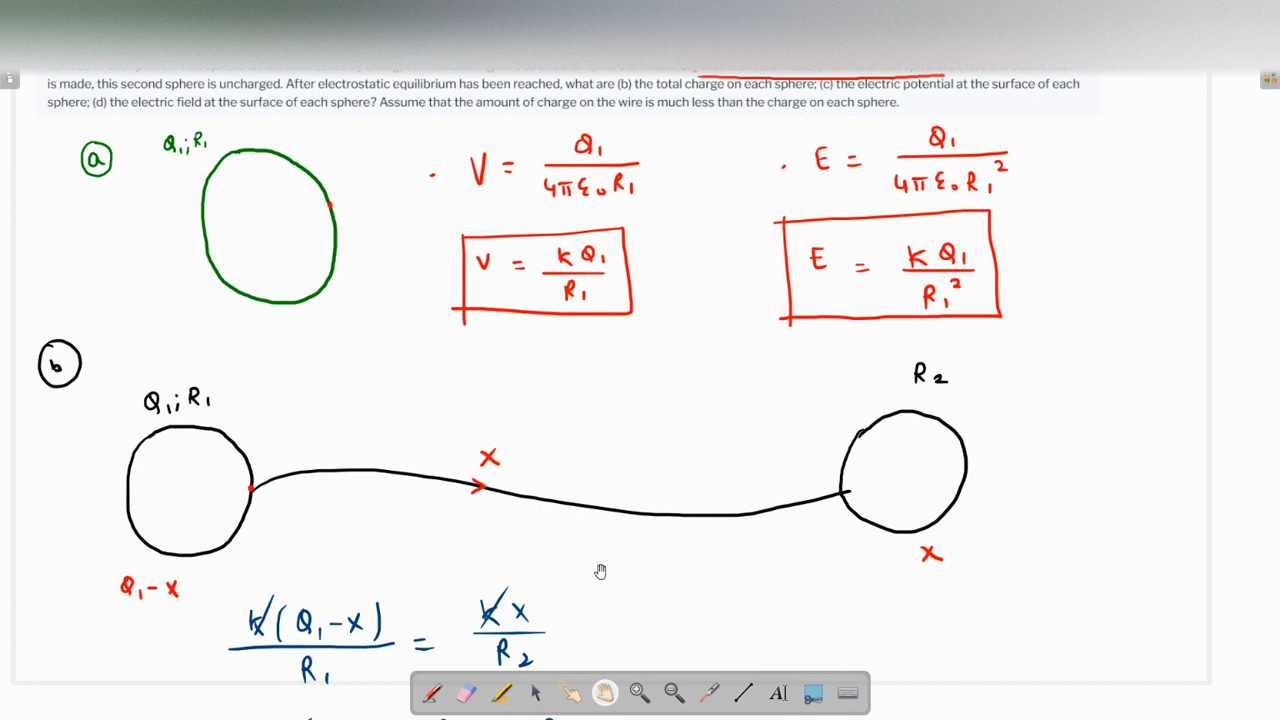 is made, this second sphere is uncharged. After electrostatic equilibrium has been reached, what are (b) the total charge on each sphere; (c) the electric potential at the surface of each
sphere; (d) the electric field at the surface of each sphere? Assume that the amount of charge on the wire is much less than the charge on each sphere.
a
Q₁; R₁
. V = Q₁ / 4πε₀R₁
. E = Q₁ / 4πε₀R₁²
V = kQ₁ / R₁
E = kQ₁ / R₁²
b
Q₁; R₁
R₂
x
x
Q₁-x
k(Q₁-x) / R₁ = kx / R₂
AI